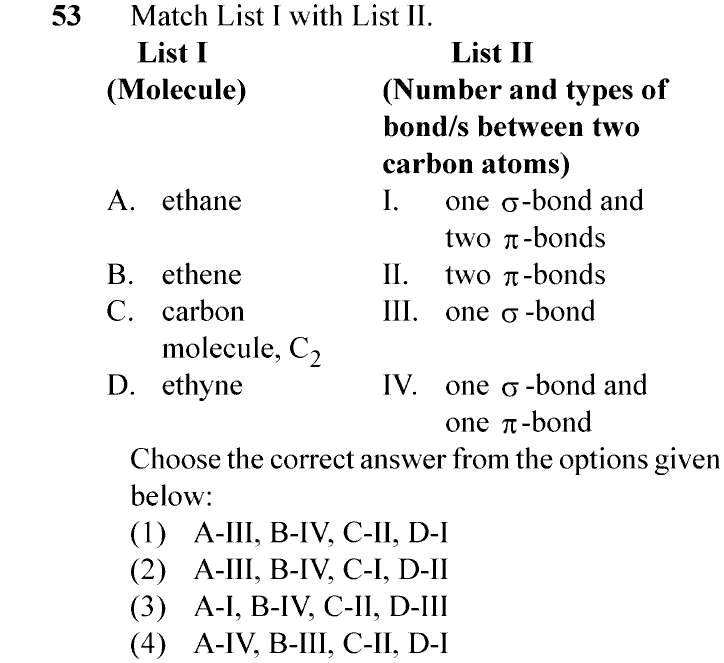 53 Match List I with List II.
List I List II
(Molecule) (Number and types of
bond/s between two
carbon atoms)
A. ethane I. one σ-bond and
two π-bonds
B. ethene II. two π-bonds
C. carbon III. one σ-bond
molecule, C₂
D. ethyne IV. one σ-bond and
one π-bond
Choose the correct answer from the options given
below:
(1) A-III, B-IV, C-II, D-I
(2) A-III, B-IV, C-I, D-II
(3) A-I, B-IV, C-II, D-III
(4) A-IV, B-III, C-II, D-I